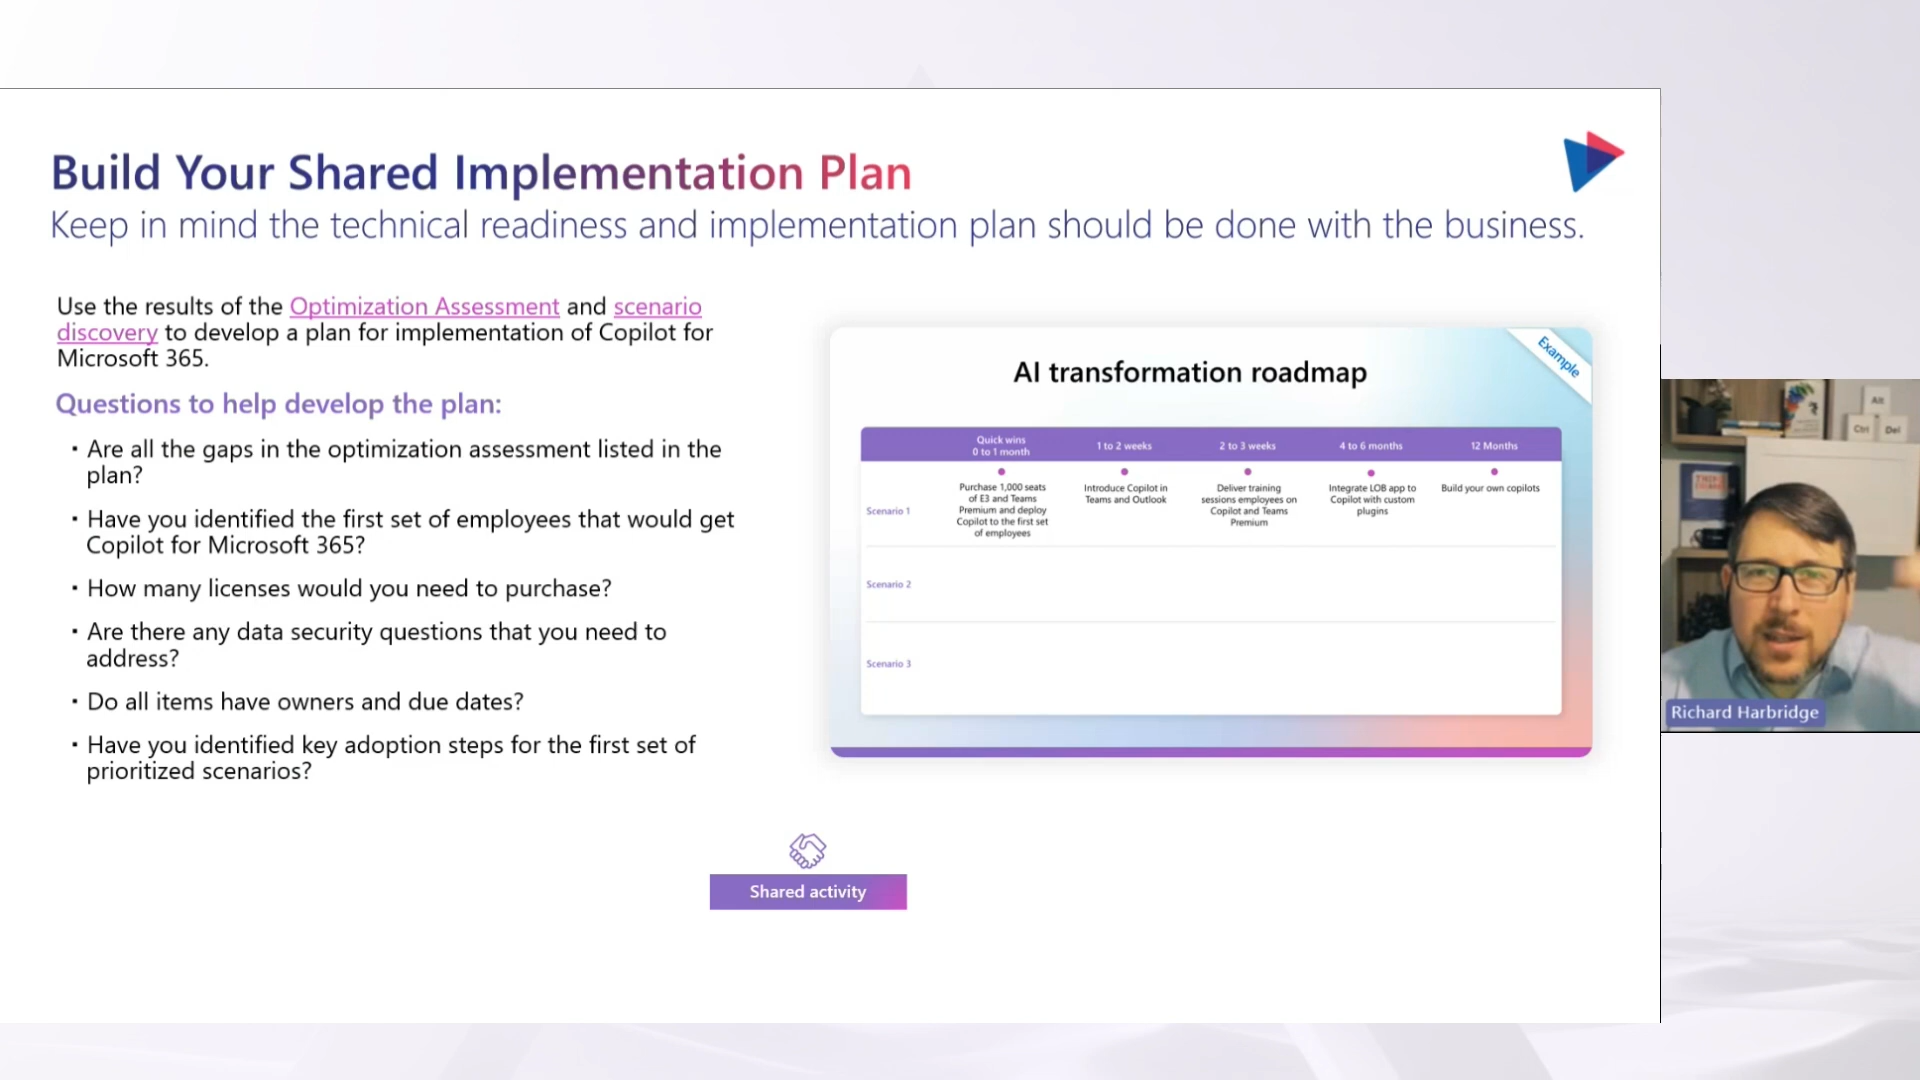 Build Your Shared Implementation Plan
Keep in mind the technical readiness and implementation plan should be done with the business.
Use the results of the Optimization Assessment and scenario
discovery to develop a plan for implementation of Copilot for
Microsoft 365.
Questions to help develop the plan:
· Are all the gaps in the optimization assessment listed in the
plan?
· Have you identified the first set of employees that would get
Copilot for Microsoft 365?
· How many licenses would you need to purchase?
· Are there any data security questions that you need to
address?
· Do all items have owners and due dates?
· Have you identified key adoption steps for the first set of
prioritized scenarios?
Example
AI transformation roadmap
Quick wins
0 to 1 month
1 to 2 weeks
2 to 3 weeks
4 to 6 months
12 Months
Scenario 1
Purchase 1,000 seats
of E3 and Teams
Premium and deploy
Copilot to the first set
of employees
Introduce Copilot in
Teams and Outlook
Deliver training
sessions employees on
Copilot and Teams
Premium
Integrate LOB app to
Copilot with custom
plugins
Build your own copilots
Scenario 2
Scenario 3
Shared activity
Alt
Ctrl
Del
Richard Harbridge